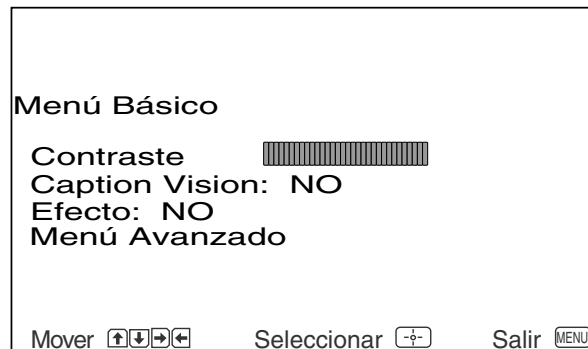 Menú Básico
Contraste
Caption Vision: NO
Efecto: NO
Menú Avanzado
Mover Seleccionar Salir MENU